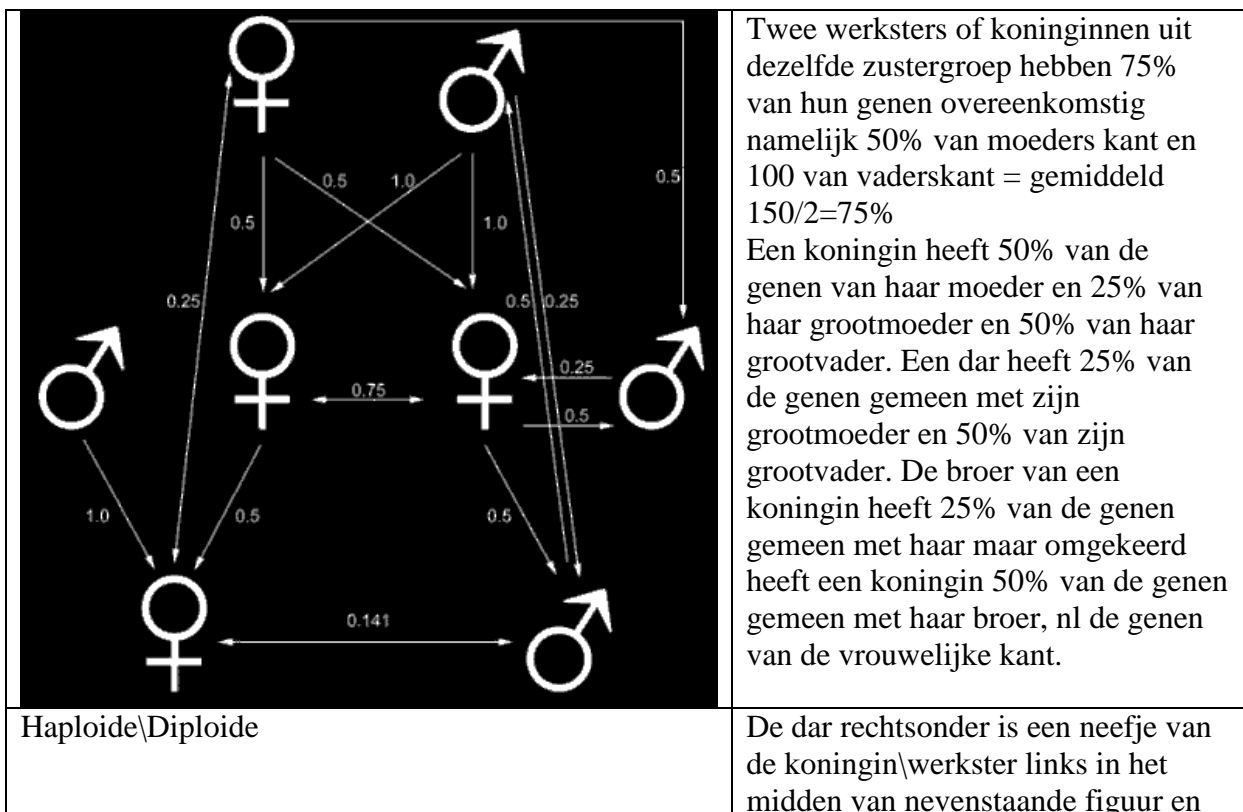 0.5
1.0
0.5
0.5
1.0
0.25
0.5
0.25
0.25
0.75
0.5
1.0
0.5
0.5
0.141
Twee werksters of koninginnen uit
dezelfde zustergroep hebben 75%
van hun genen overeenkomstig
namelijk 50% van moeders kant en
100 van vaderskant = gemiddeld
150/2=75%
Een koningin heeft 50% van de
genen van haar moeder en 25% van
haar grootmoeder en 50% van haar
grootvader. Een dar heeft 25% van
de genen gemeen met zijn
grootmoeder en 50% van zijn
grootvader. De broer van een
koningin heeft 25% van de genen
gemeen met haar maar omgekeerd
heeft een koningin 50% van de genen
gemeen met haar broer, nl de genen
van de vrouwelijke kant.
Haploide\Diploide
De dar rechtsonder is een neefje van
de koningin\werkster links in het
midden van nevenstaande figuur en